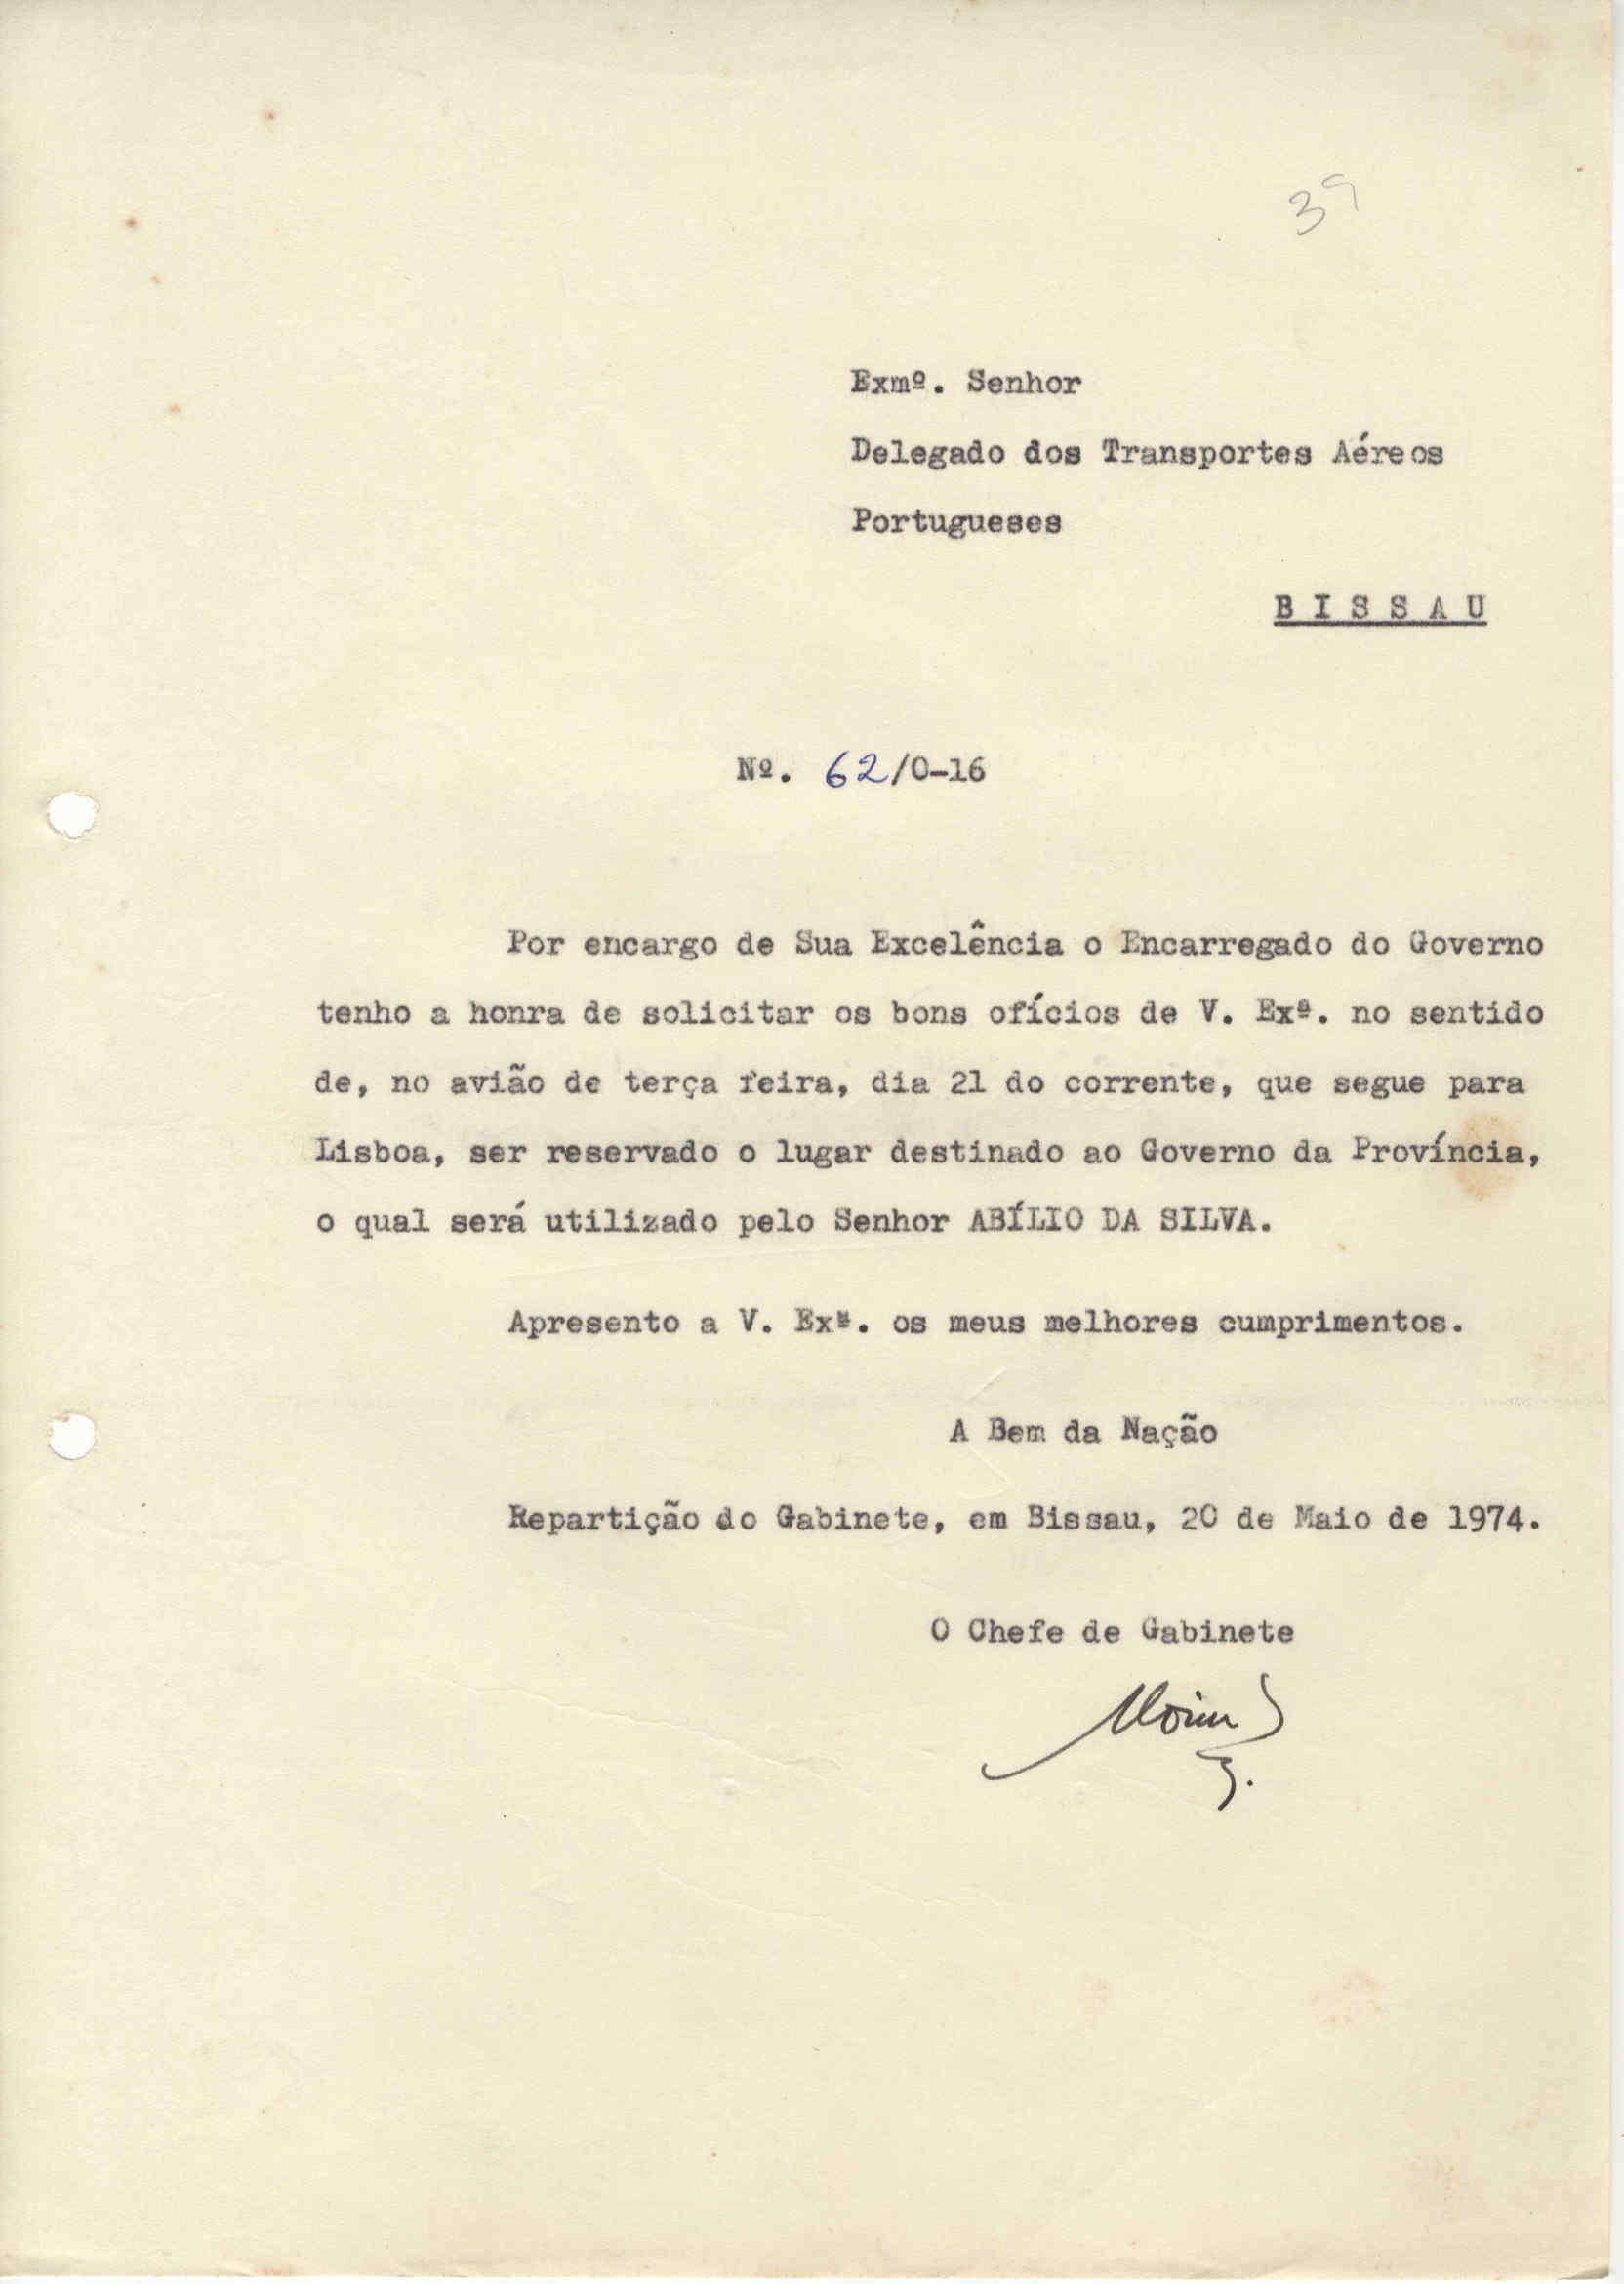 39
Exmº. Senhor
Delegado dos Transportes Aéreos
Portugueses
B I S S A U
Nº. 62/0-16
Por encargo de Sua Excelência o Encarregado do Governo
tenho a honra de solicitar os bons ofícios de V. Exª. no sentido
de, no avião de terça feira, dia 21 do corrente, que segue para
Lisboa, ser reservado o lugar destinado ao Governo da Província,
o qual será utilizado pelo Senhor ABÍLIO DA SILVA.
Apresento a V. Exª. os meus melhores cumprimentos.
A Bem da Nação
Repartição do Gabinete, em Bissau, 20 de Maio de 1974.
O Chefe de Gabinete